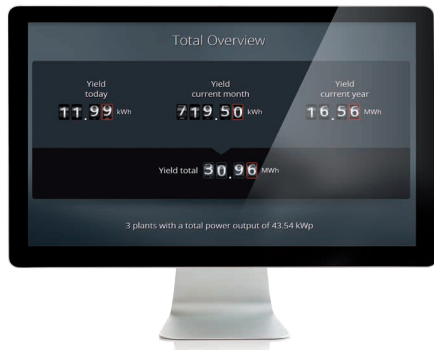 Total Overview
Yield
today
11.99 kWh
Yield
current month
719.50 kWh
Yield
current year
16.56 MWh
Yield total 30.96 MWh
3 plants with a total power output of 43.54 kWp